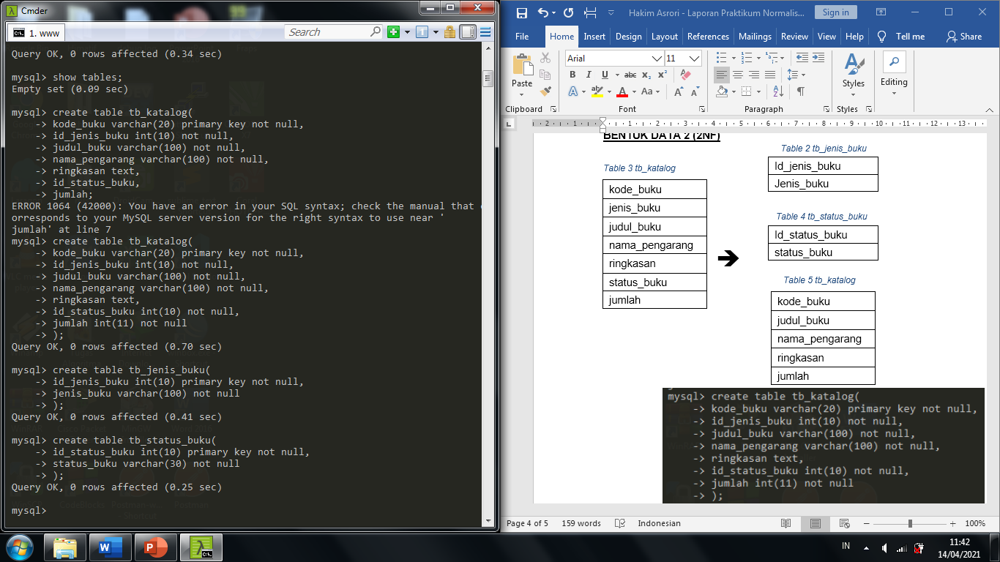 Cmder
1. www
Search
Query OK, 0 rows affected (0.34 sec)
mysql> show tables;
Empty set (0.09 sec)
mysql> create table tb_katalog(
-> kode_buku varchar(20) primary key not null,
-> id_jenis_buku int(10) not null,
-> judul_buku varchar(100) not null,
-> nama_pengarang varchar(100) not null,
-> ringkasan text,
-> id_status_buku,
-> jumlah;
ERROR 1064 (42000): You have an error in your SQL syntax; check the manual that c
orresponds to your MySQL server version for the right syntax to use near '
jumlah' at line 7
mysql> create table tb_katalog(
-> kode_buku varchar(20) primary key not null,
-> id_jenis_buku int(10) not null,
-> judul_buku varchar(100) not null,
-> nama_pengarang varchar(100) not null,
-> ringkasan text,
-> id_status_buku int(10) not null,
-> jumlah int(11) not null
-> );
Query OK, 0 rows affected (0.70 sec)
mysql> create table tb_jenis_buku(
-> id_jenis_buku int(10) primary key not null,
-> jenis_buku varchar(100) not null
-> );
Query OK, 0 rows affected (0.41 sec)
mysql> create table tb_status_buku(
-> id_status_buku int(10) primary key not null,
-> status_buku varchar(30) not null
-> );
Query OK, 0 rows affected (0.25 sec)
mysql>
Hakim Asrori - Laporan Praktikum Normalis...
Sign in
File Home Insert Design Layout References Mailings Review View Help Tell me Share
Paste
Clipboard
Arial 11
Font
Paragraph
Styles
Styles
Editing
BENTUK DATA 2 (2NF)
Table 3 tb_katalog
kode_buku
jenis_buku
judul_buku
nama_pengarang
ringkasan
status_buku
jumlah
Table 2 tb_jenis_buku
Id_jenis_buku
Jenis_buku
Table 4 tb_status_buku
Id_status_buku
status_buku
Table 5 tb_katalog
kode_buku
judul_buku
nama_pengarang
ringkasan
jumlah
mysql> create table tb_katalog(
-> kode_buku varchar(20) primary key not null,
-> id_jenis_buku int(10) not null,
-> judul_buku varchar(100) not null,
-> nama_pengarang varchar(100) not null,
-> ringkasan text,
-> id_status_buku int(10) not null,
-> jumlah int(11) not null
-> );
Page 4 of 5 159 words Indonesian 100%
IN
11:42
14/04/2021